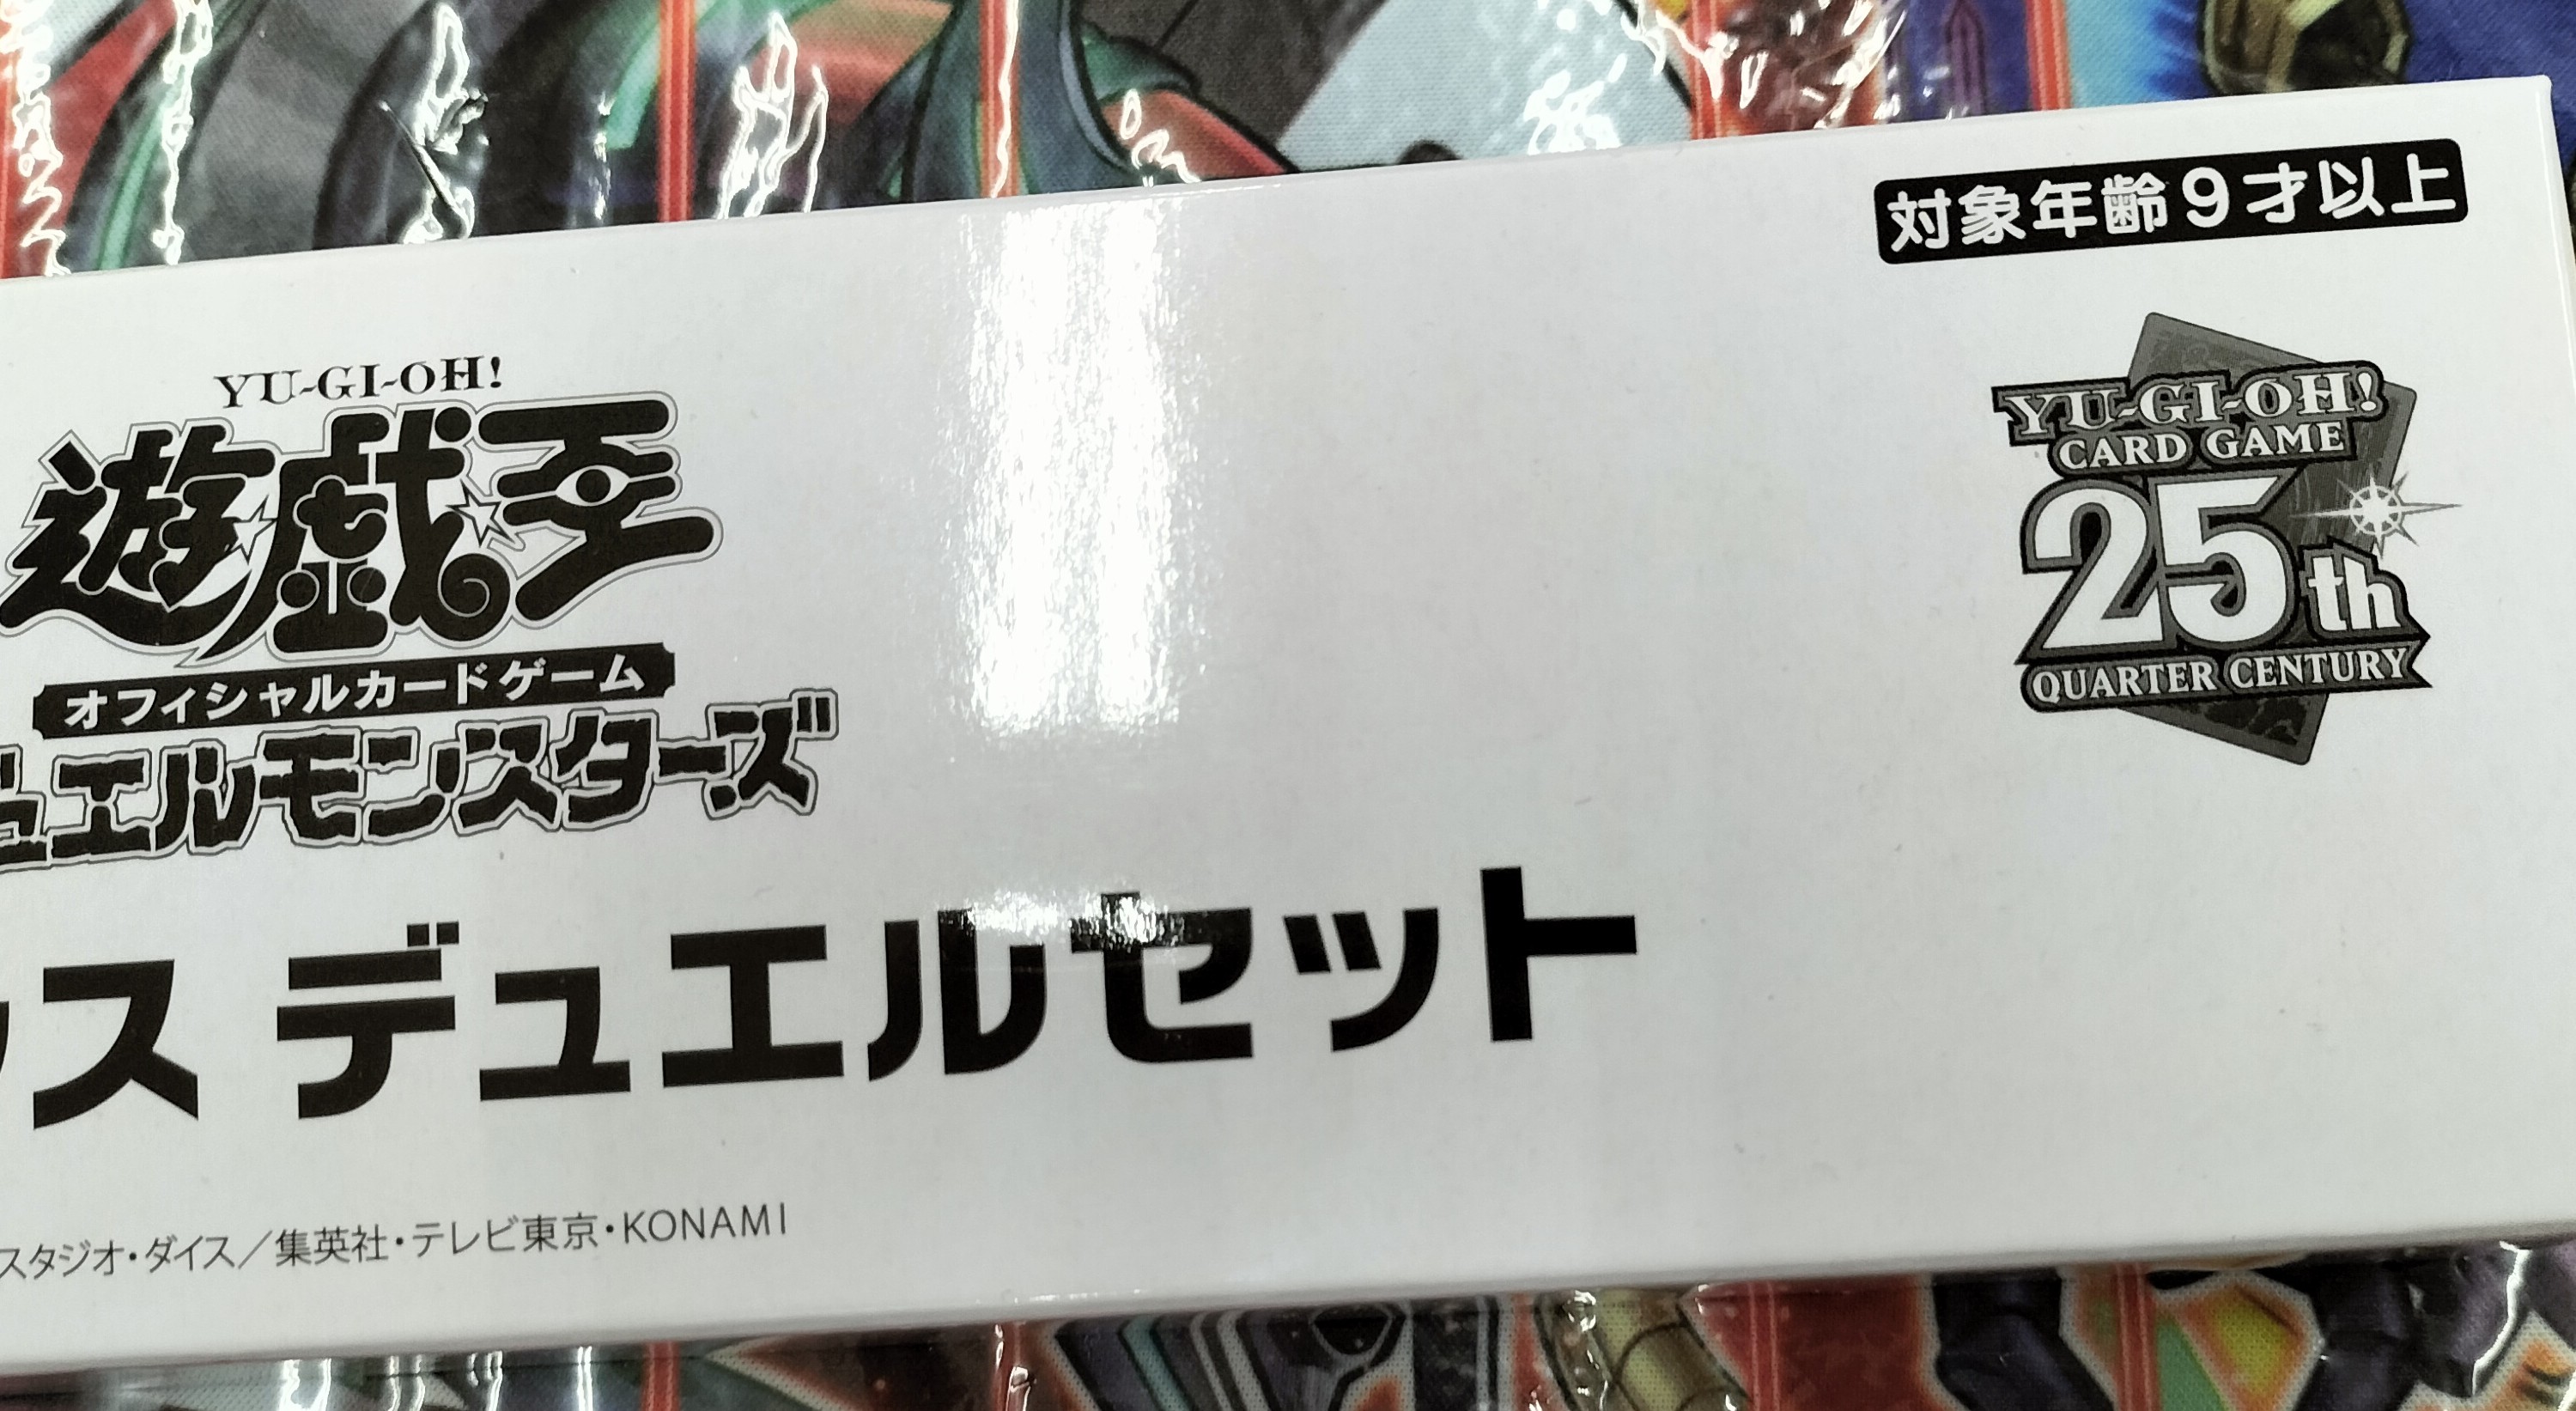 対象年齢9才以上
YU-GI-OH!
遊戯王
オフィシャルカードゲーム
デュエルモンスターズ
YU-GI-OH!
CARD GAME
25th
QUARTER CENTURY
ス デュエルセット
スタジオ・ダイス／集英社・テレビ東京・KONAMI